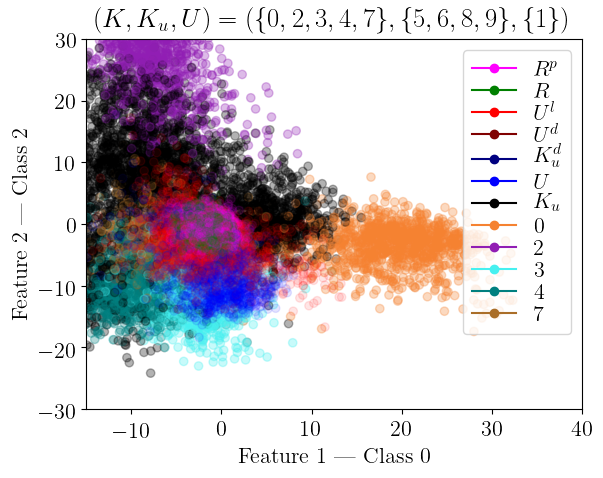 (K, K_u, U) = ({0, 2, 3, 4, 7}, {5, 6, 8, 9}, {1})
30
20
10
0
−10
−20
−30
−10
0
10
20
30
40
Feature 2 — Class 2
Feature 1 — Class 0
R^p
R
U^l
U^d
K_u^d
U
K_u
0
2
3
4
7